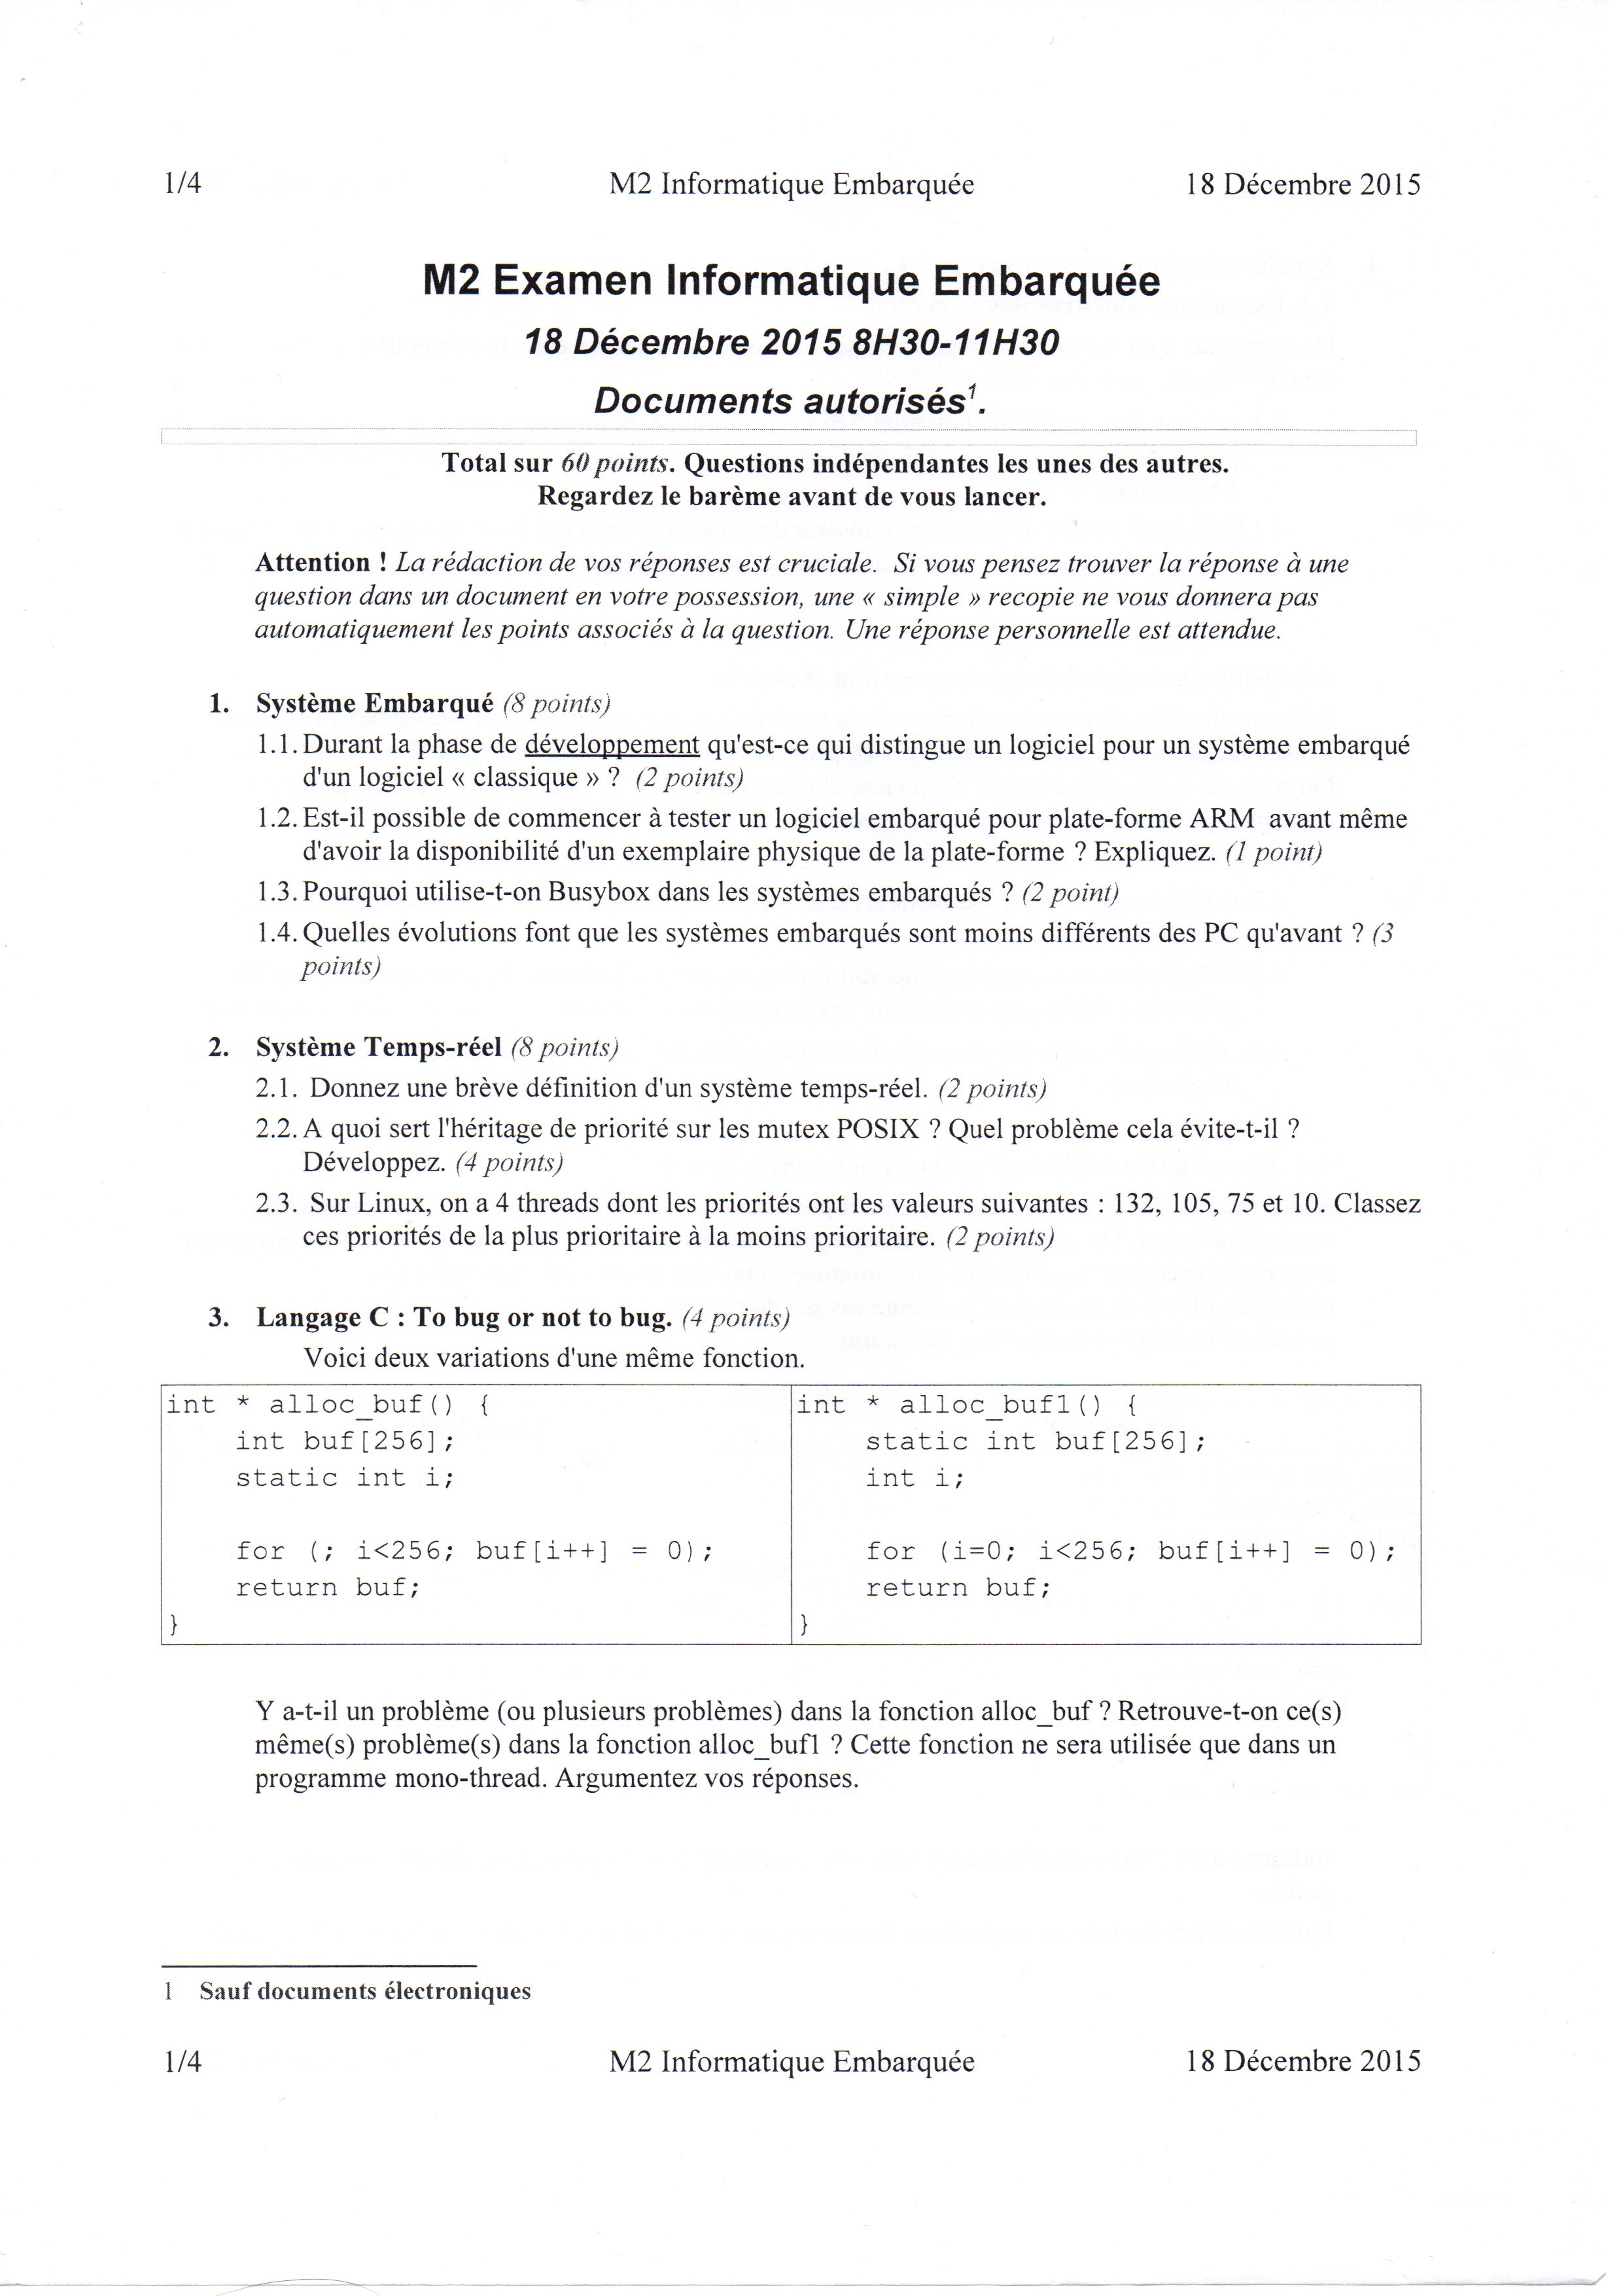 1/4 M2 Informatique Embarquée 18 Décembre 2015
M2 Examen Informatique Embarquée
18 Décembre 2015 8H30-11H30
Documents autorisés1.
Total sur 60 points. Questions indépendantes les unes des autres.
Regardez le barème avant de vous lancer.
Attention ! La rédaction de vos réponses est cruciale. Si vous pensez trouver la réponse à une
question dans un document en votre possession, une « simple » recopie ne vous donnera pas
automatiquement les points associés à la question. Une réponse personnelle est attendue.
1. Système Embarqué (8 points)
1.1. Durant la phase de développement qu'est-ce qui distingue un logiciel pour un système embarqué
d'un logiciel « classique » ? (2 points)
1.2. Est-il possible de commencer à tester un logiciel embarqué pour plate-forme ARM avant même
d'avoir la disponibilité d'un exemplaire physique de la plate-forme ? Expliquez. (1 point)
1.3. Pourquoi utilise-t-on Busybox dans les systèmes embarqués ? (2 point)
1.4. Quelles évolutions font que les systèmes embarqués sont moins différents des PC qu'avant ? (3
points)
2. Système Temps-réel (8 points)
2.1. Donnez une brève définition d'un système temps-réel. (2 points)
2.2. A quoi sert l'héritage de priorité sur les mutex POSIX ? Quel problème cela évite-t-il ?
Développez. (4 points)
2.3. Sur Linux, on a 4 threads dont les priorités ont les valeurs suivantes : 132, 105, 75 et 10. Classez
ces priorités de la plus prioritaire à la moins prioritaire. (2 points)
3. Langage C : To bug or not to bug. (4 points)
Voici deux variations d'une même fonction.
int * alloc_buf() {
int buf[256];
static int i;
for (; i<256; buf[i++] = 0);
return buf;
}
int * alloc_buf1() {
static int buf[256];
int i;
for (i=0; i<256; buf[i++] = 0);
return buf;
}
Y a-t-il un problème (ou plusieurs problèmes) dans la fonction alloc_buf ? Retrouve-t-on ce(s)
même(s) problème(s) dans la fonction alloc_buf1 ? Cette fonction ne sera utilisée que dans un
programme mono-thread. Argumentez vos réponses.
1 Sauf documents électroniques
1/4 M2 Informatique Embarquée 18 Décembre 2015